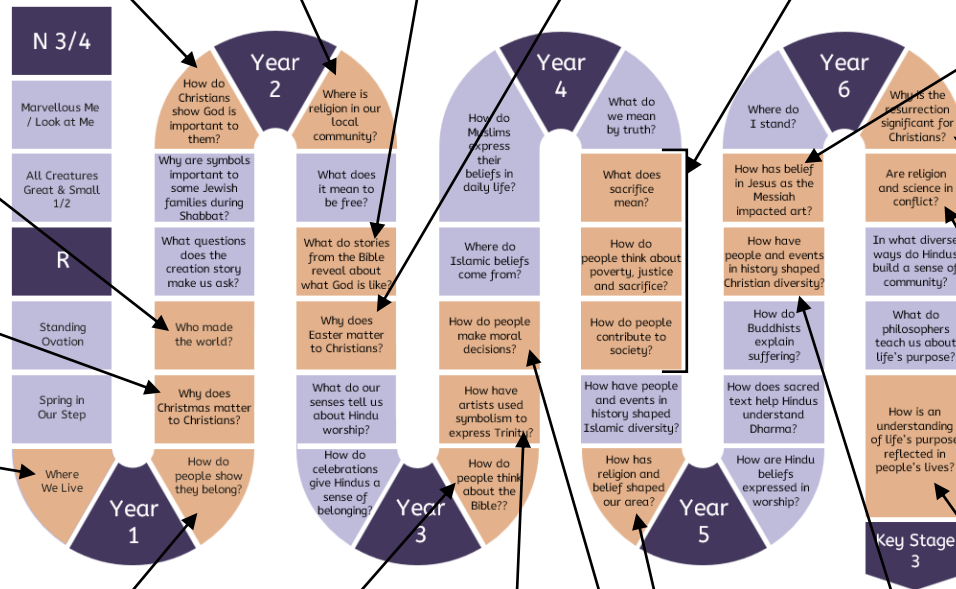 N 3/4
Marvellous Me
/ Look at Me
All Creatures
Great & Small
1/2
R
Standing
Ovation
Spring in
Our Step
Where
We Live
Year
1
How do
people show
they belong?
Why does
Christmas matter
to Christians?
Who made
the world?
What questions
does the
creation story
make us ask?
Why are symbols
important to
some Jewish
families during
Shabbat?
How do
Christians
show God is
important to
them?
Year
2
Where is
religion in our
local
community?
What does
it mean to
be free?
What do stories
from the Bible
reveal about
what God is like?
Why does
Easter matter
to Christians?
What do our
senses tell us
about Hindu
worship?
How do
celebrations
give Hindus a
sense of
belonging?
Year
3
How do
people think
about the
Bible??
How have
artists used
symbolism to
express Trinity?
How do people
make moral
decisions?
Where do
Islamic beliefs
come from?
How do
Muslims
express
their
beliefs in
daily life?
Year
4
What do
we mean
by truth?
What does
sacrifice
mean?
How do
people think about
poverty, justice
and sacrifice?
How do people
contribute to
society?
How have people
and events in
history shaped
Islamic diversity?
How has
religion and
belief shaped
our area?
Year
5
How are Hindu
beliefs
expressed in
worship?
How does sacred
text help Hindus
understand
Dharma?
How do
Buddhists
explain
suffering?
How have
people and events
in history shaped
Christian diversity?
How has belief
in Jesus as the
Messiah
impacted art?
Where do
I stand?
Year
6
Why is the
resurrection
significant for
Christians?
Are religion
and science in
conflict?
In what diverse
ways do Hindus
build a sense of
community?
What do
philosophers
teach us about
life's purpose?
How is an
understanding
of life's purpose
reflected in
people's lives?
Key Stage
3